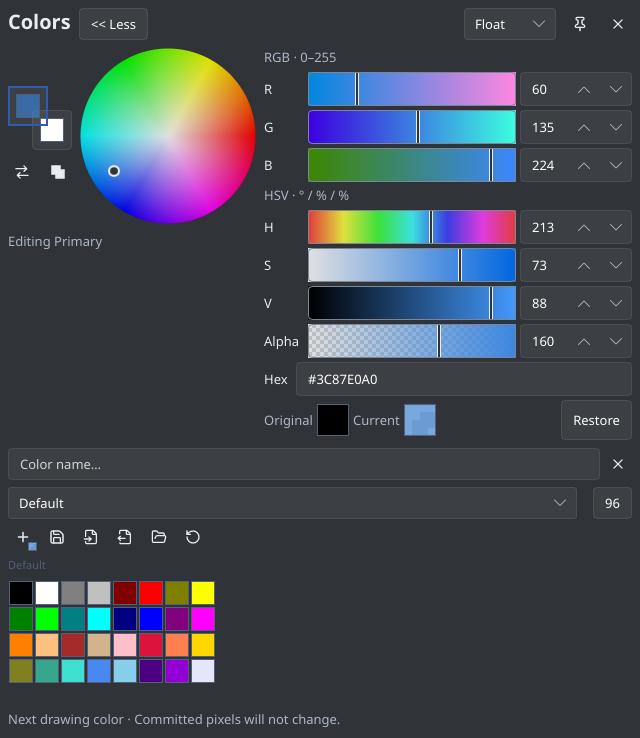 Colors
<< Less
Float
RGB · 0–255
R
60
G
135
B
224
HSV · ° / % / %
H
213
S
73
V
88
Alpha
160
Hex
#3C87E0A0
Editing Primary
Original
Current
Restore
Color name...
Default
96
Default
Next drawing color · Committed pixels will not change.